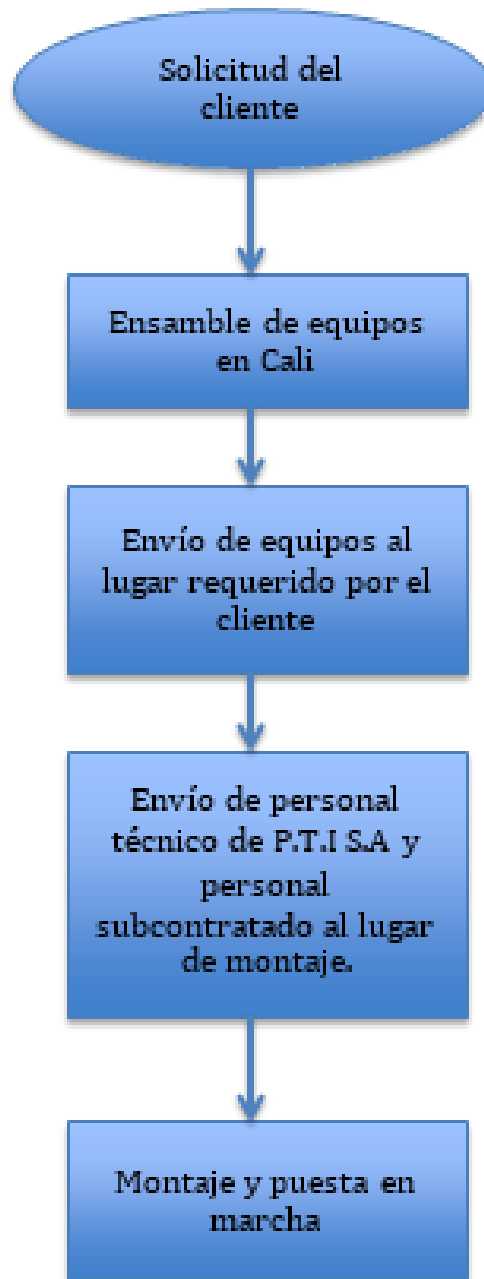 Solicitud del
cliente
Ensamble de equipos
en Cali
Envío de equipos al
lugar requerido por el
cliente
Envío de personal
técnico de P.T.I S.A y
personal
subcontratado al lugar
de montaje.
Montaje y puesta en
marcha